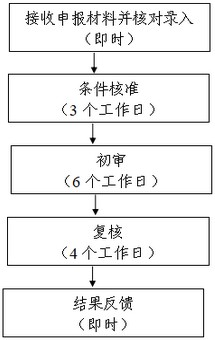 接收申报材料并核对录入
（即时）
条件核准
（3 个工作日）
初审
（6 个工作日）
复核
（4 个工作日）
结果反馈
（即时）